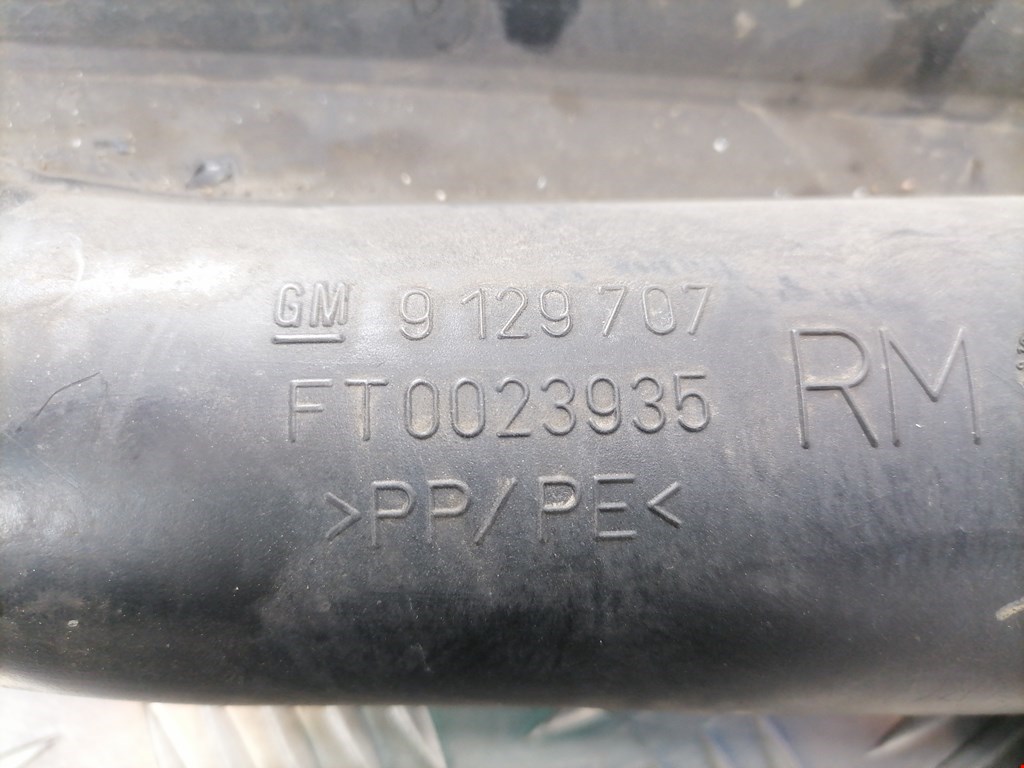 GM 9 129 707
FT0023935
RM
>PP/PE<